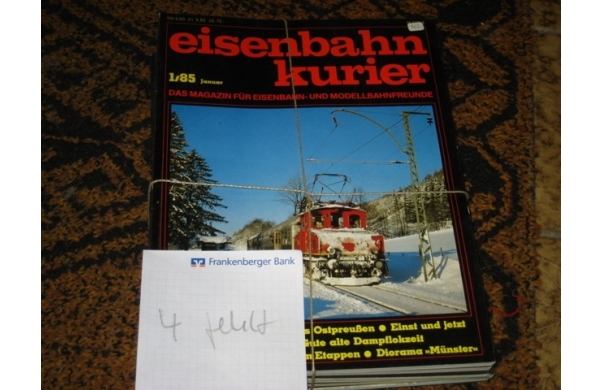 eisenbahn
kurier
1/85 Januar
DAS MAGAZIN FÜR EISENBAHN- UND MODELLBAHNFREUNDE
Frankenberger Bank
4 fehlt
Ostpreußen ● Einst und jetzt
Gute alte Dampflokzeit
Etappen ● Diorama »Münster«